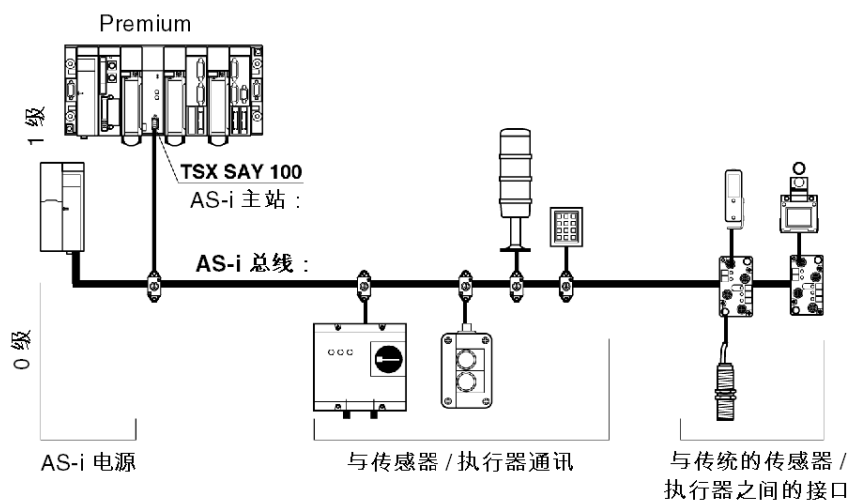 Premium
1 级
TSX SAY 100
AS-i 主站：
AS-i 总线：
0 级
AS-i 电源
与传感器 / 执行器通讯
与传统的传感器 /
执行器之间的接口